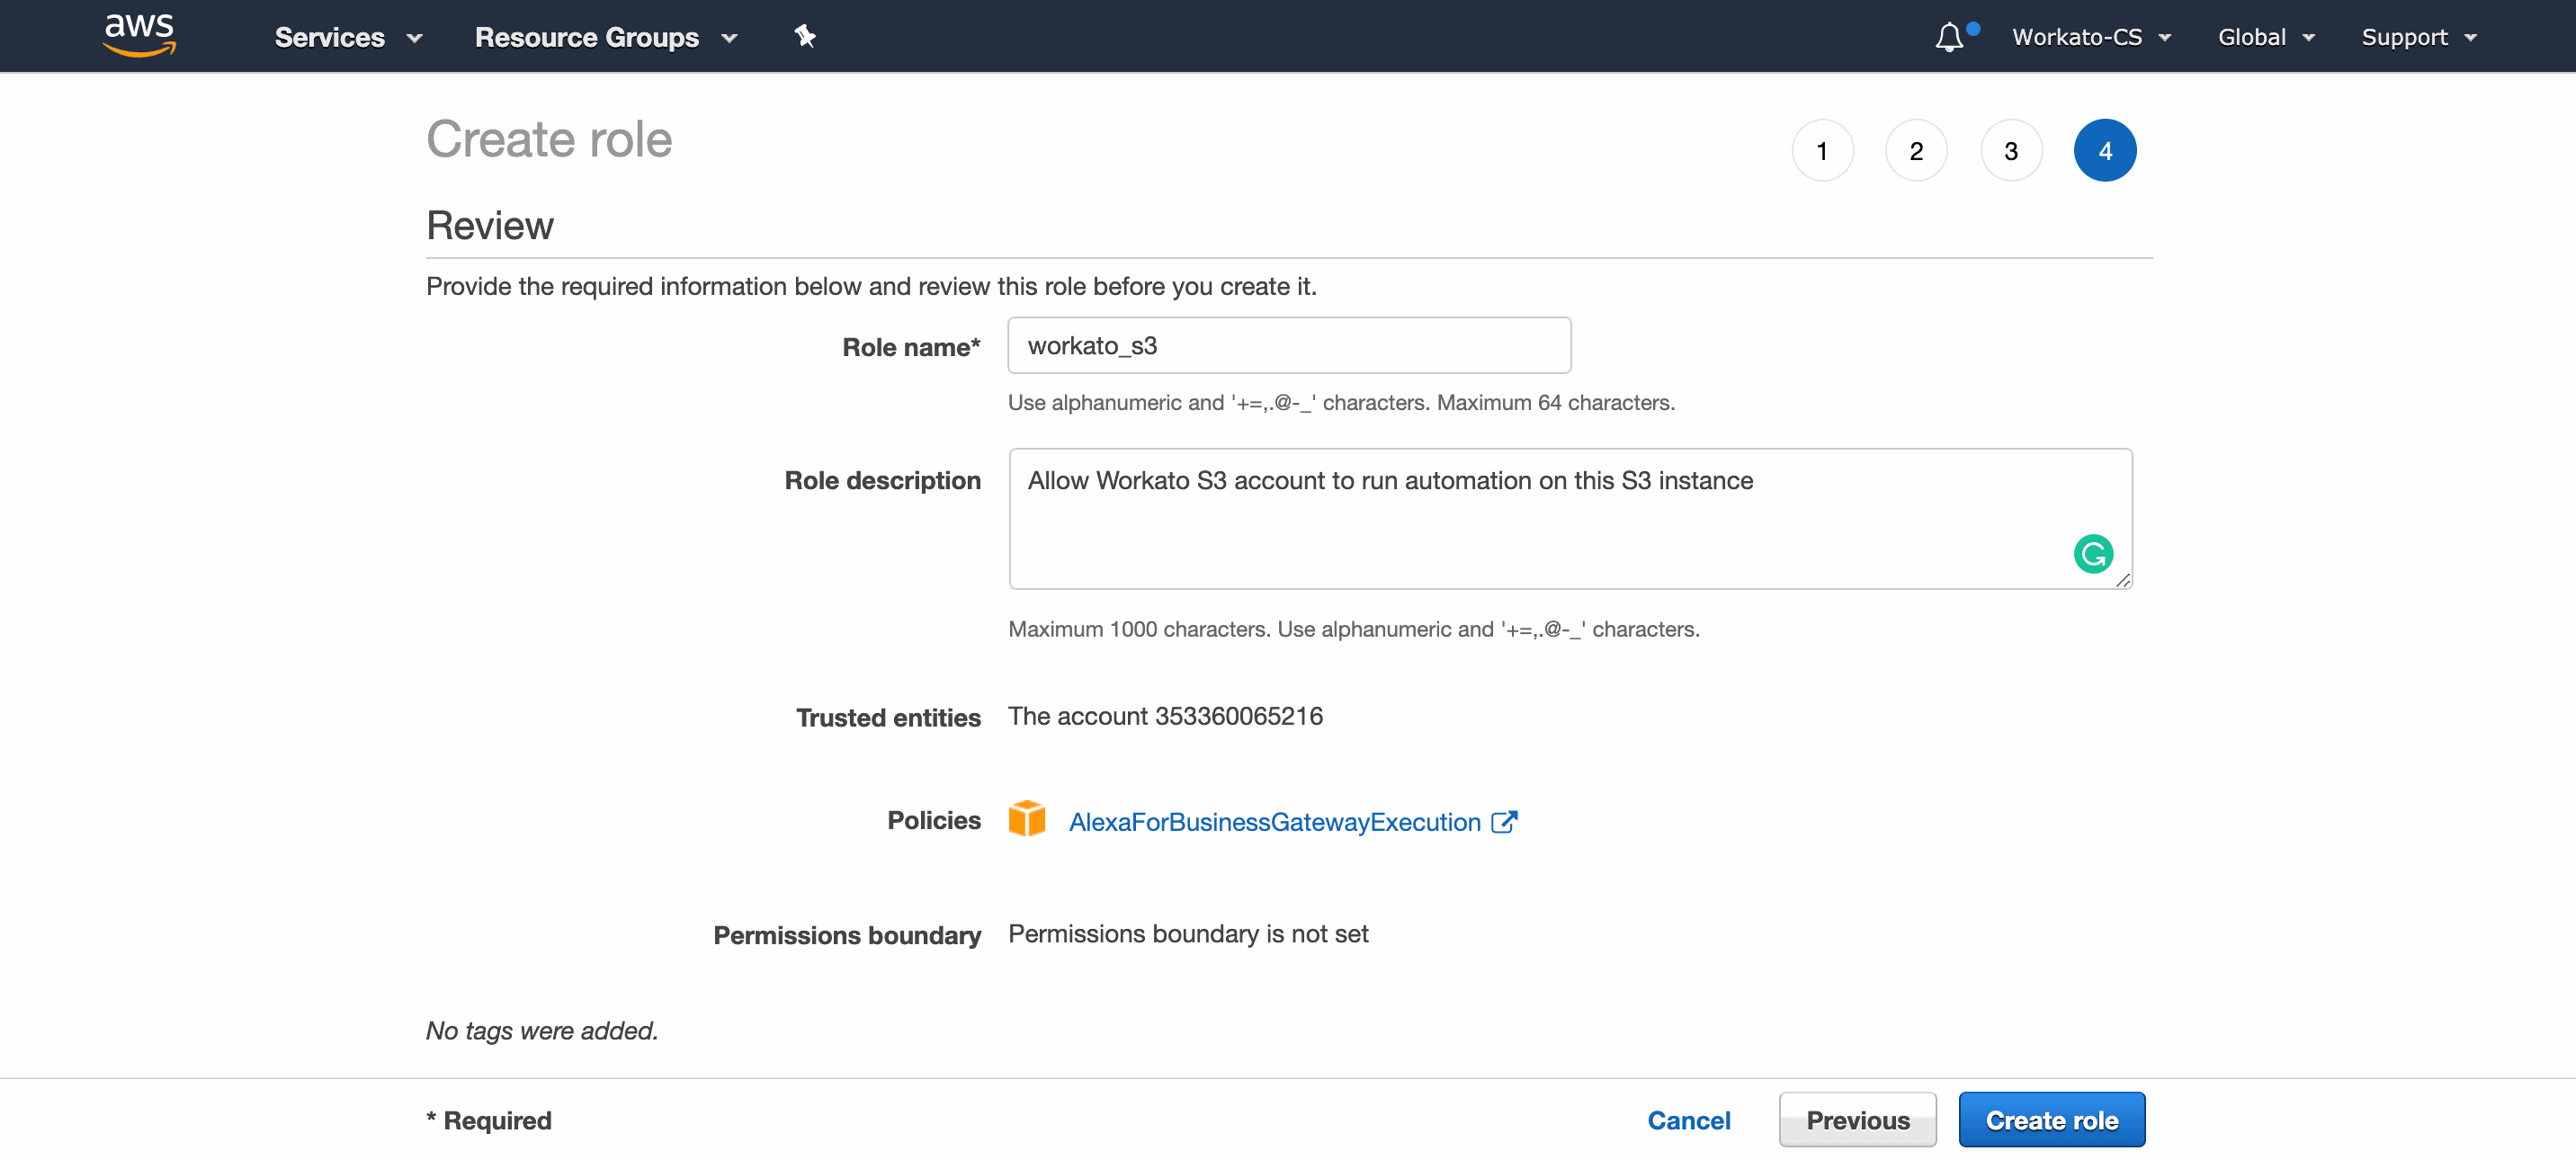 aws Services Resource Groups Workato-CS Global Support
Create role 1 2 3 4
Review
Provide the required information below and review this role before you create it.
Role name* workato_s3
Use alphanumeric and '+=,.@-_' characters. Maximum 64 characters.
Role description Allow Workato S3 account to run automation on this S3 instance
Maximum 1000 characters. Use alphanumeric and '+=,.@-_' characters.
Trusted entities The account 353360065216
Policies AlexaForBusinessGatewayExecution
Permissions boundary Permissions boundary is not set
No tags were added.
* Required Cancel Previous Create role